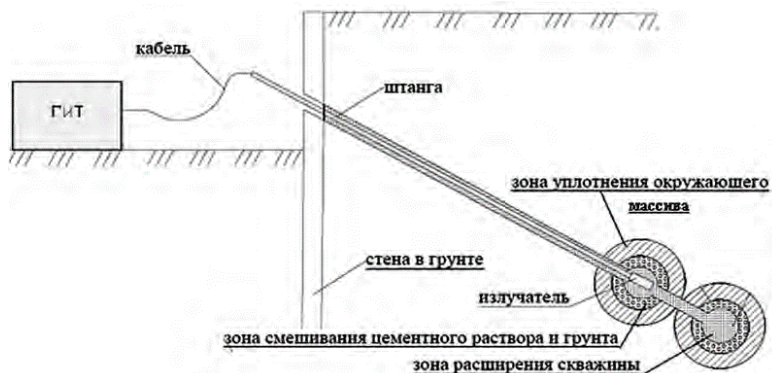 кабель
ГИТ
штанга
зона уплотнения окружающего
массива
стена в грунте
излучатель
зона смешивания цементного раствора и грунта
зона расширения скважины